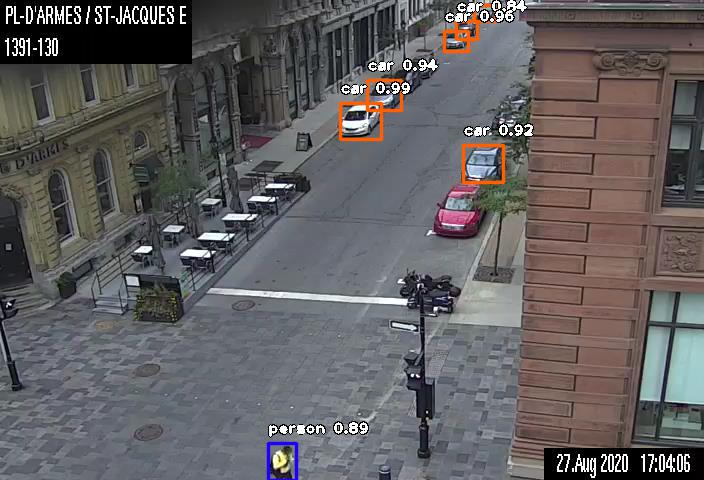 PL-D'ARMES / ST-JACQUES E
1391-130
car 0.84
car 0.96
car 0.94
car 0.99
car 0.92
D'ARMES
person 0.89
27.Aug 2020 17:04:06